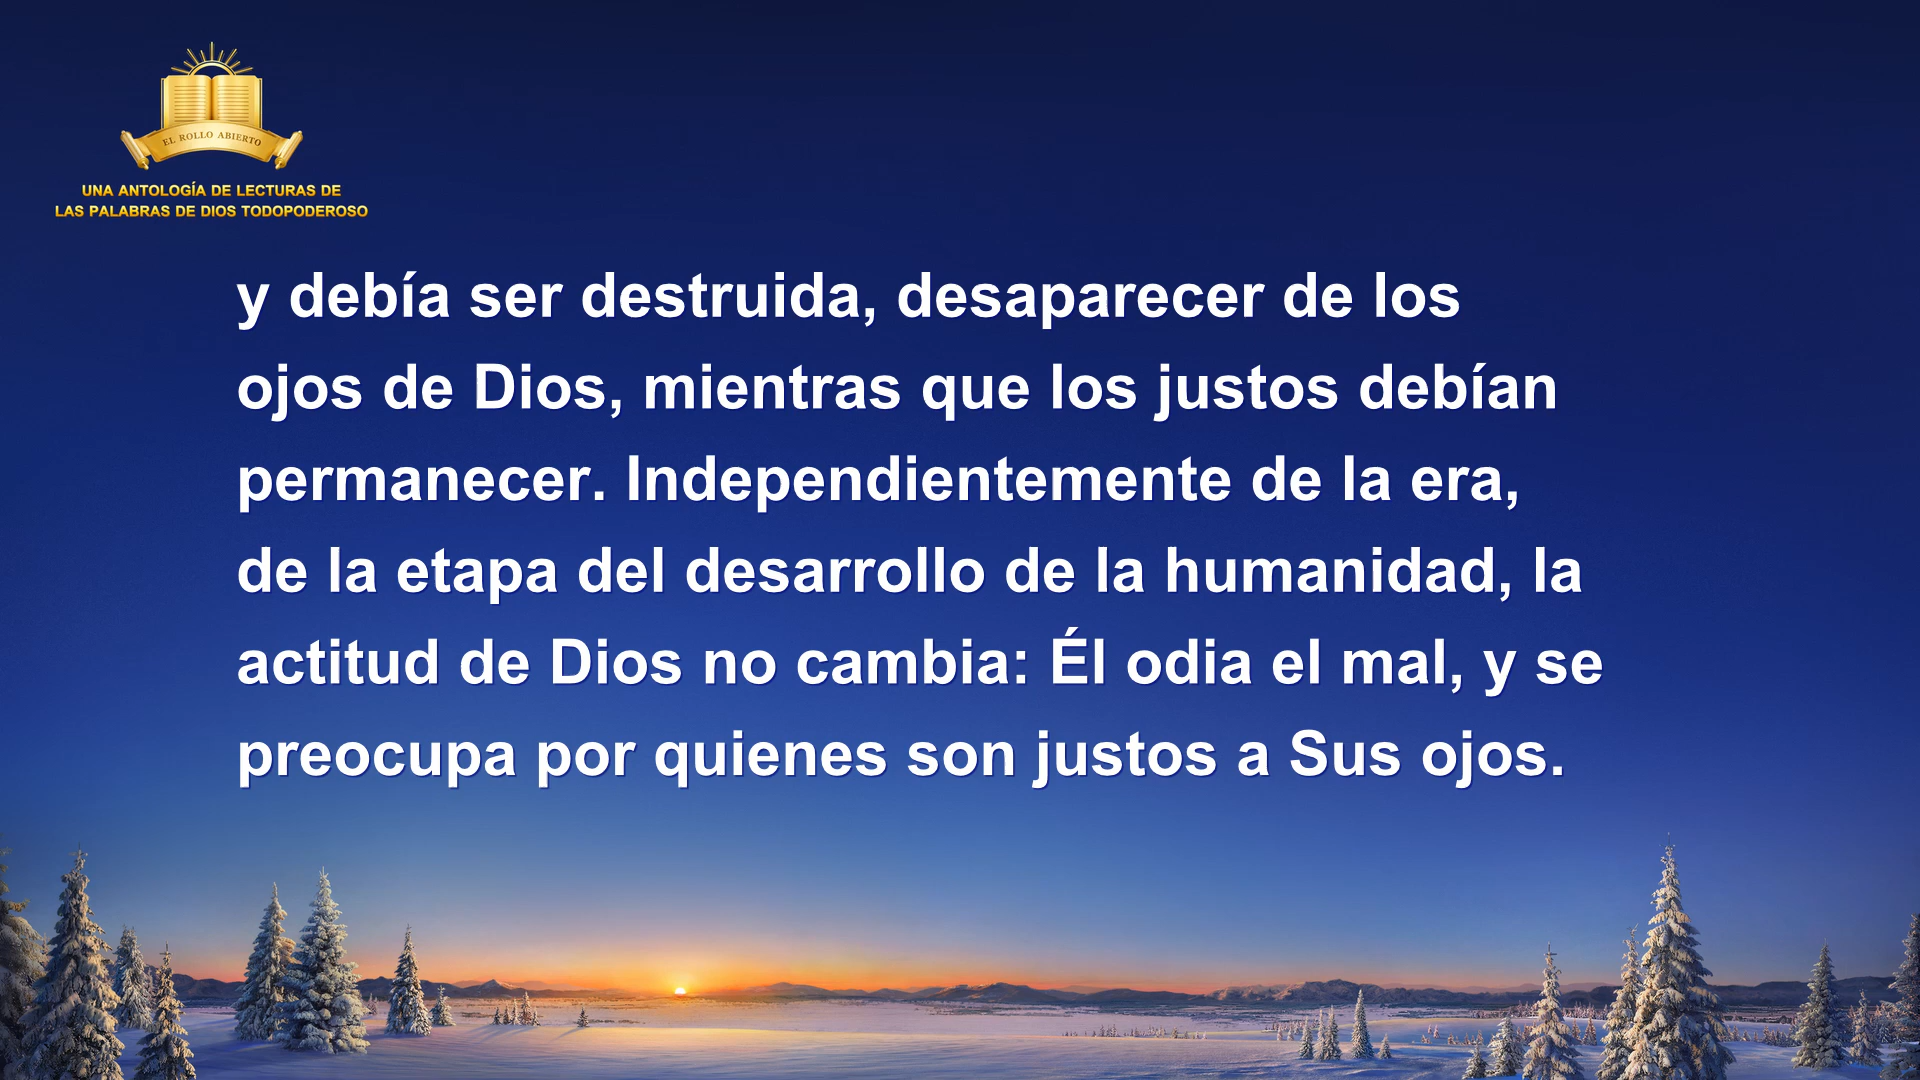 EL ROLLO ABIERTO
UNA ANTOLOGÍA DE LECTURAS DE
LAS PALABRAS DE DIOS TODOPODEROSO
y debía ser destruida, desaparecer de los
ojos de Dios, mientras que los justos debían
permanecer. Independientemente de la era,
de la etapa del desarrollo de la humanidad, la
actitud de Dios no cambia: Él odia el mal, y se
preocupa por quienes son justos a Sus ojos.